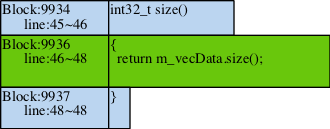 Block:9934 int32_t size()
line:45~46
Block:9936 {
line:46~48 return m_vecData.size();
Block:9937 }
line:48~48